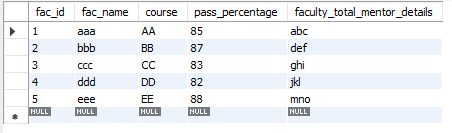 fac_id fac_name course pass_percentage faculty_total_mentor_details
1 aaa AA 85 abc
2 bbb BB 87 def
3 ccc CC 83 ghi
4 ddd DD 82 jkl
5 eee EE 88 mno
NULL NULL NULL NULL NULL